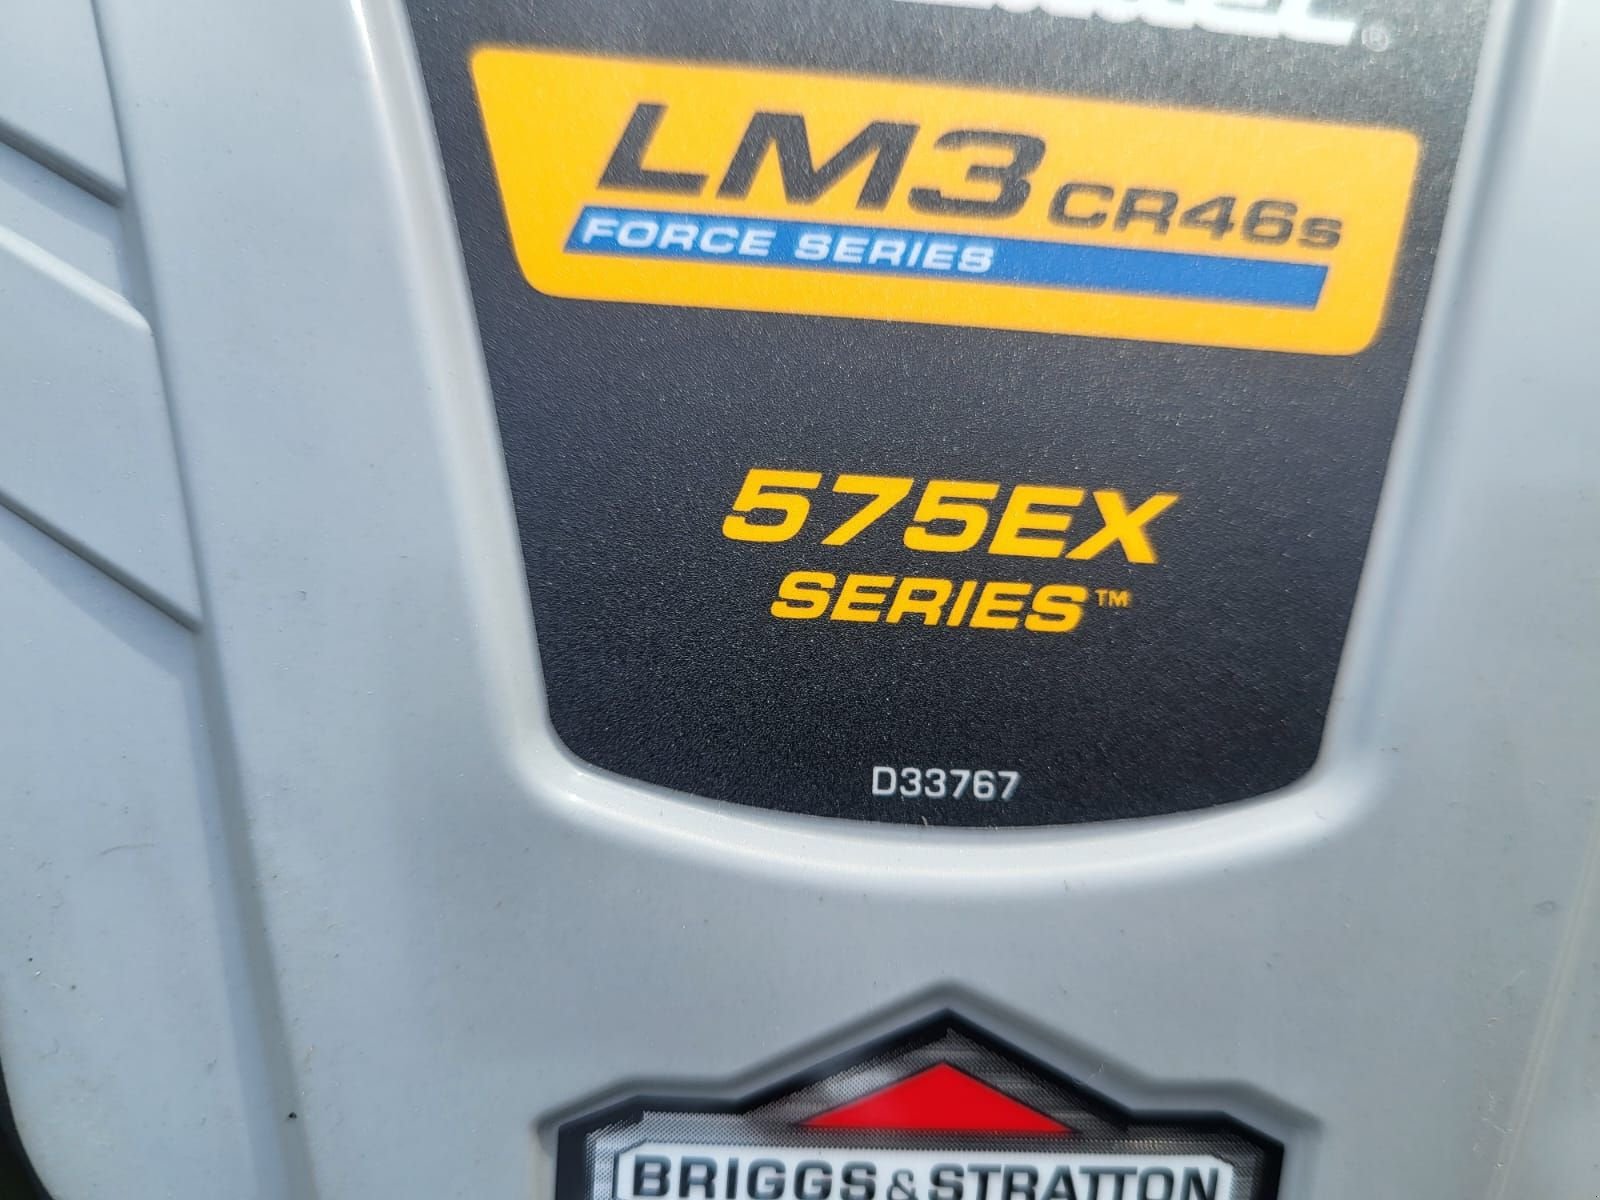 ®
LM3 CR46s
FORCE SERIES
575EX
SERIES™
D33767
BRIGGS & STRATTON